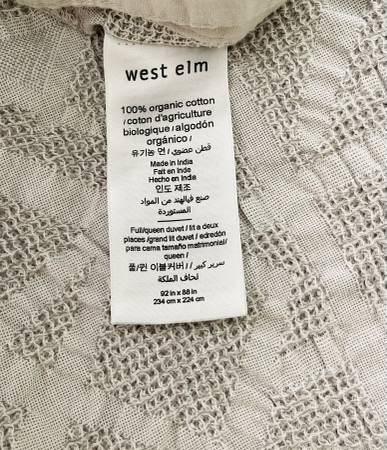 west elm
100% organic cotton
/ coton d'agriculture
biologique / algodón
orgánico /
유기농 면 / قطن عضوي
Made in India
Fait en Inde
Hecho en India
인도 제조
صنع فيالهند من المواد
المستوردة
Full/queen duvet / lit a deux
places /grand lit duvet / edredón
para cama tamaño matrimonial/
queen /
풀/퀸 이불커버 / / سرير كبير
لحاف الملكة
92 in x 88 in
234 cm x 224 cm